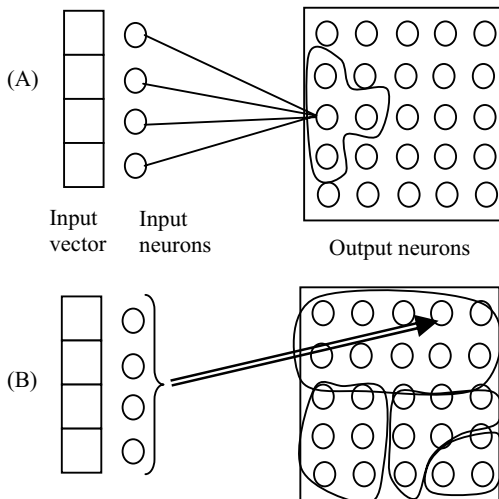 (A)
Input vector
Input neurons
Output neurons
(B)